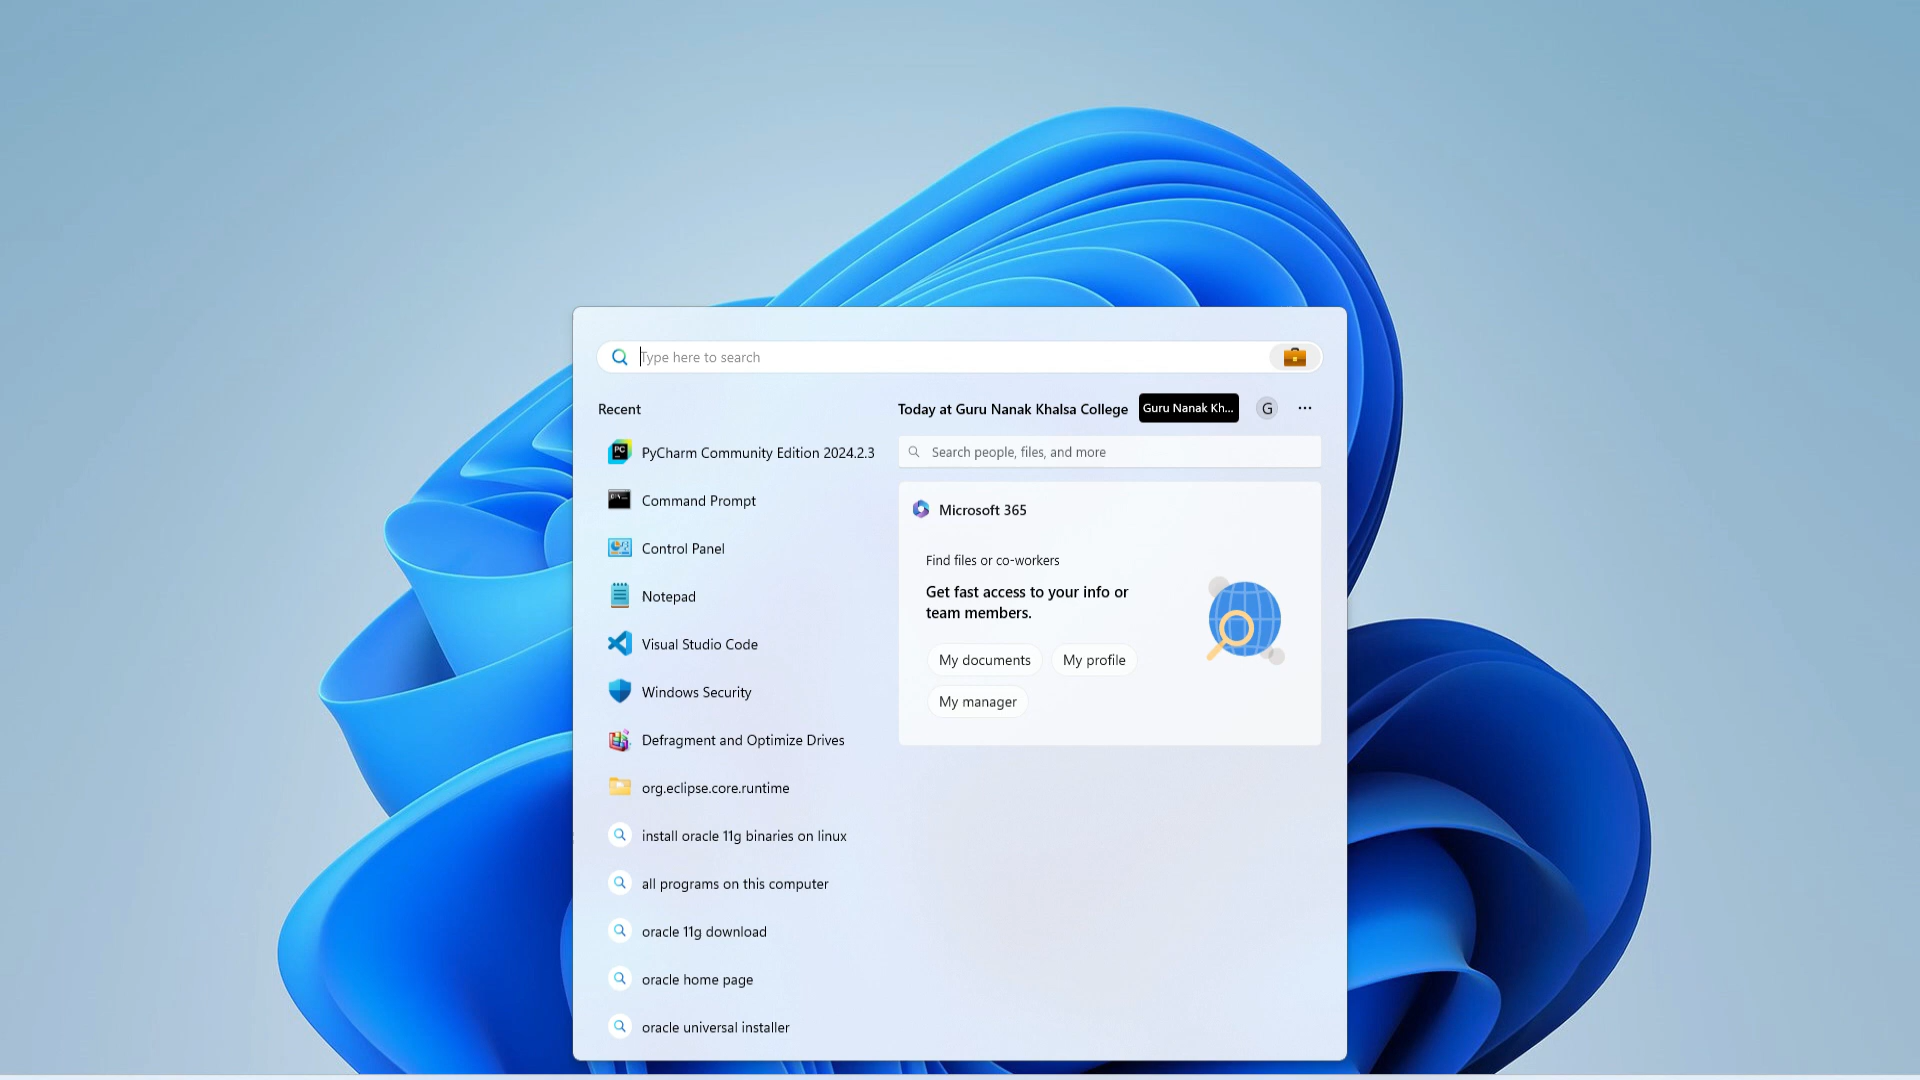 Type here to search
Recent
PyCharm Community Edition 2024.2.3
Command Prompt
Control Panel
Notepad
Visual Studio Code
Windows Security
Defragment and Optimize Drives
org.eclipse.core.runtime
install oracle 11g binaries on linux
all programs on this computer
oracle 11g download
oracle home page
oracle universal installer
Today at Guru Nanak Khalsa College
Guru Nanak Kh...
G
Search people, files, and more
Microsoft 365
Find files or co-workers
Get fast access to your info or
team members.
My documents
My profile
My manager